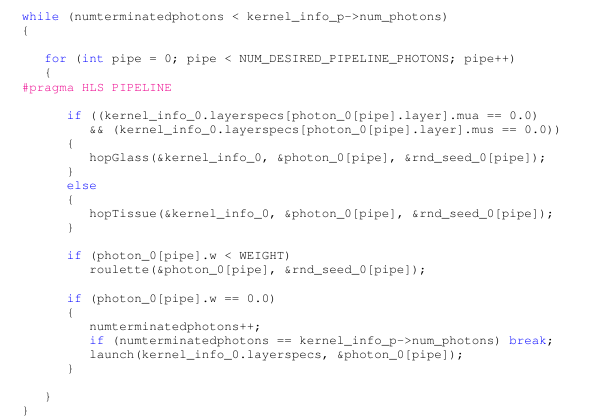 while (numterminatedphotons < kernel_info_p->num_photons)
{
for (int pipe = 0; pipe < NUM_DESIRED_PIPELINE_PHOTONS; pipe++)
{
#pragma HLS PIPELINE
if ((kernel_info_0.layerspecs[photon_0[pipe].layer].mua == 0.0)
&& (kernel_info_0.layerspecs[photon_0[pipe].layer].mus == 0.0))
{
hopGlass(&kernel_info_0, &photon_0[pipe], &rnd_seed_0[pipe]);
}
else
{
hopTissue(&kernel_info_0, &photon_0[pipe], &rnd_seed_0[pipe]);
}
if (photon_0[pipe].w < WEIGHT)
roulette(&photon_0[pipe], &rnd_seed_0[pipe]);
if (photon_0[pipe].w == 0.0)
{
numterminatedphotons++;
if (numterminatedphotons == kernel_info_p->num_photons) break;
launch(kernel_info_0.layerspecs, &photon_0[pipe]);
}
}
}